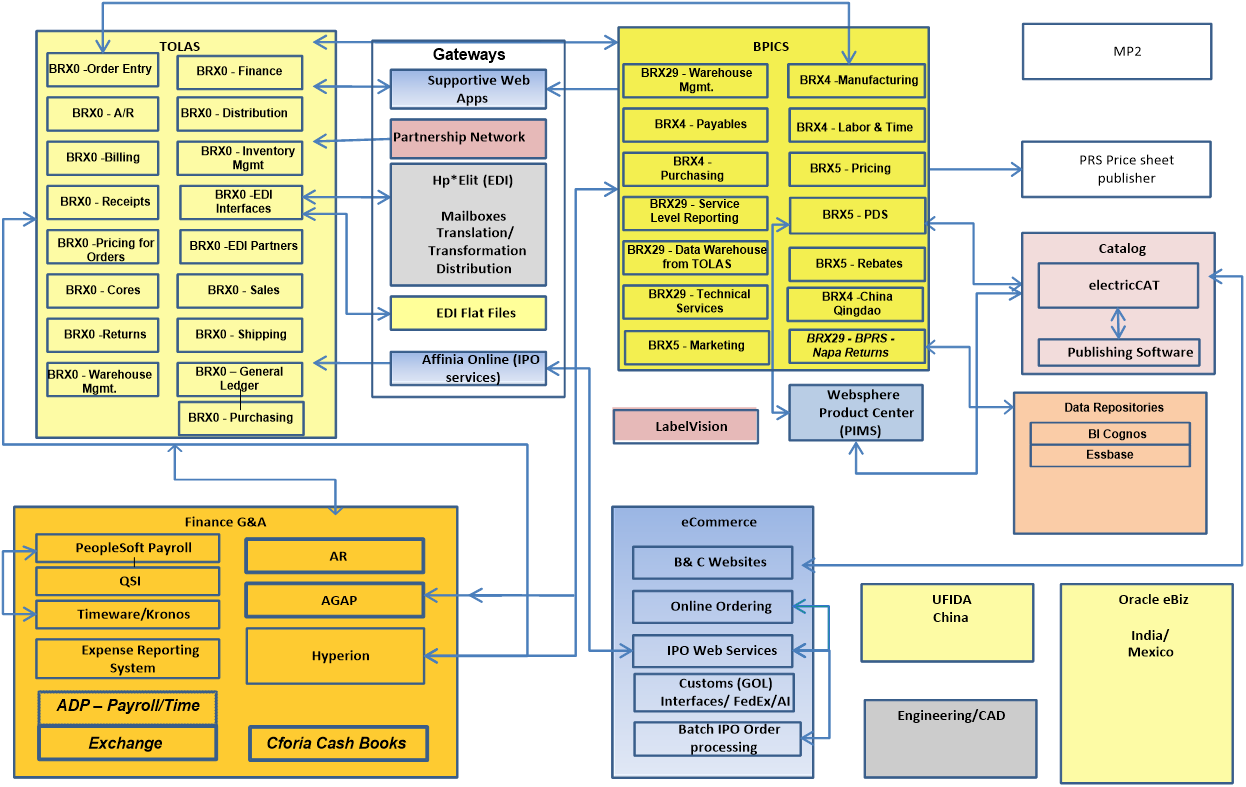 TOLAS
BRX0 -Order Entry
BRX0 - A/R
BRX0 -Billing
BRX0 - Receipts
BRX0 -Pricing for
Orders
BRX0 - Cores
BRX0 -Returns
BRX0 - Warehouse
Mgmt.
BRX0 - Finance
BRX0 - Distribution
BRX0 - Inventory
Mgmt
BRX0 -EDI
Interfaces
BRX0 -EDI Partners
BRX0 - Sales
BRX0 - Shipping
BRX0 – General
Ledger
BRX0 - Purchasing
Gateways
Supportive Web
Apps
Partnership Network
Hp*Elit (EDI)
Mailboxes
Translation/
Transformation
Distribution
EDI Flat Files
Affinia Online (IPO
services)
BPICS
BRX29 - Warehouse
Mgmt.
BRX4 - Payables
BRX4 -
Purchasing
BRX29 - Service
Level Reporting
BRX29 - Data Warehouse
from TOLAS
BRX29 - Technical
Services
BRX5 - Marketing
BRX4 -Manufacturing
BRX4 - Labor & Time
BRX5 - Pricing
BRX5 - PDS
BRX5 - Rebates
BRX4 -China
Qingdao
BRX29 - BPRS -
Napa Returns
MP2
PRS Price sheet
publisher
Catalog
electricCAT
Publishing Software
Data Repositories
BI Cognos
Essbase
LabelVision
Websphere
Product Center
(PIMS)
Finance G&A
PeopleSoft Payroll
QSI
Timeware/Kronos
Expense Reporting
System
ADP – Payroll/Time
Exchange
AR
AGAP
Hyperion
Cforia Cash Books
eCommerce
B& C Websites
Online Ordering
IPO Web Services
Customs (GOL)
Interfaces/ FedEx/AI
Batch IPO Order
processing
UFIDA
China
Engineering/CAD
Oracle eBiz
India/
Mexico